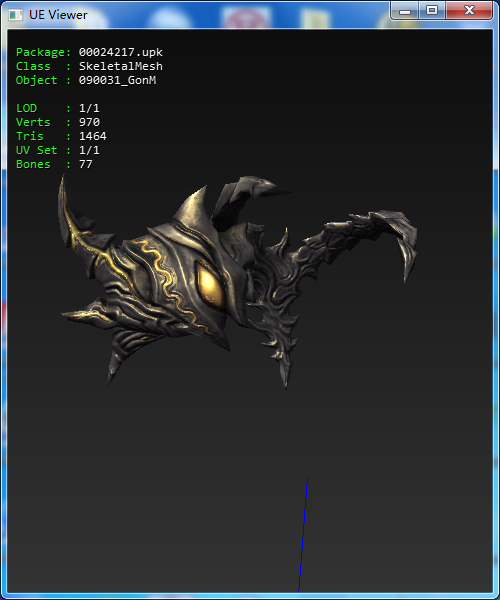 UE Viewer
Package: 00024217.upk
Class : SkeletalMesh
Object : 090031_GonM
LOD : 1/1
Verts : 970
Tris : 1464
UV Set : 1/1
Bones : 77